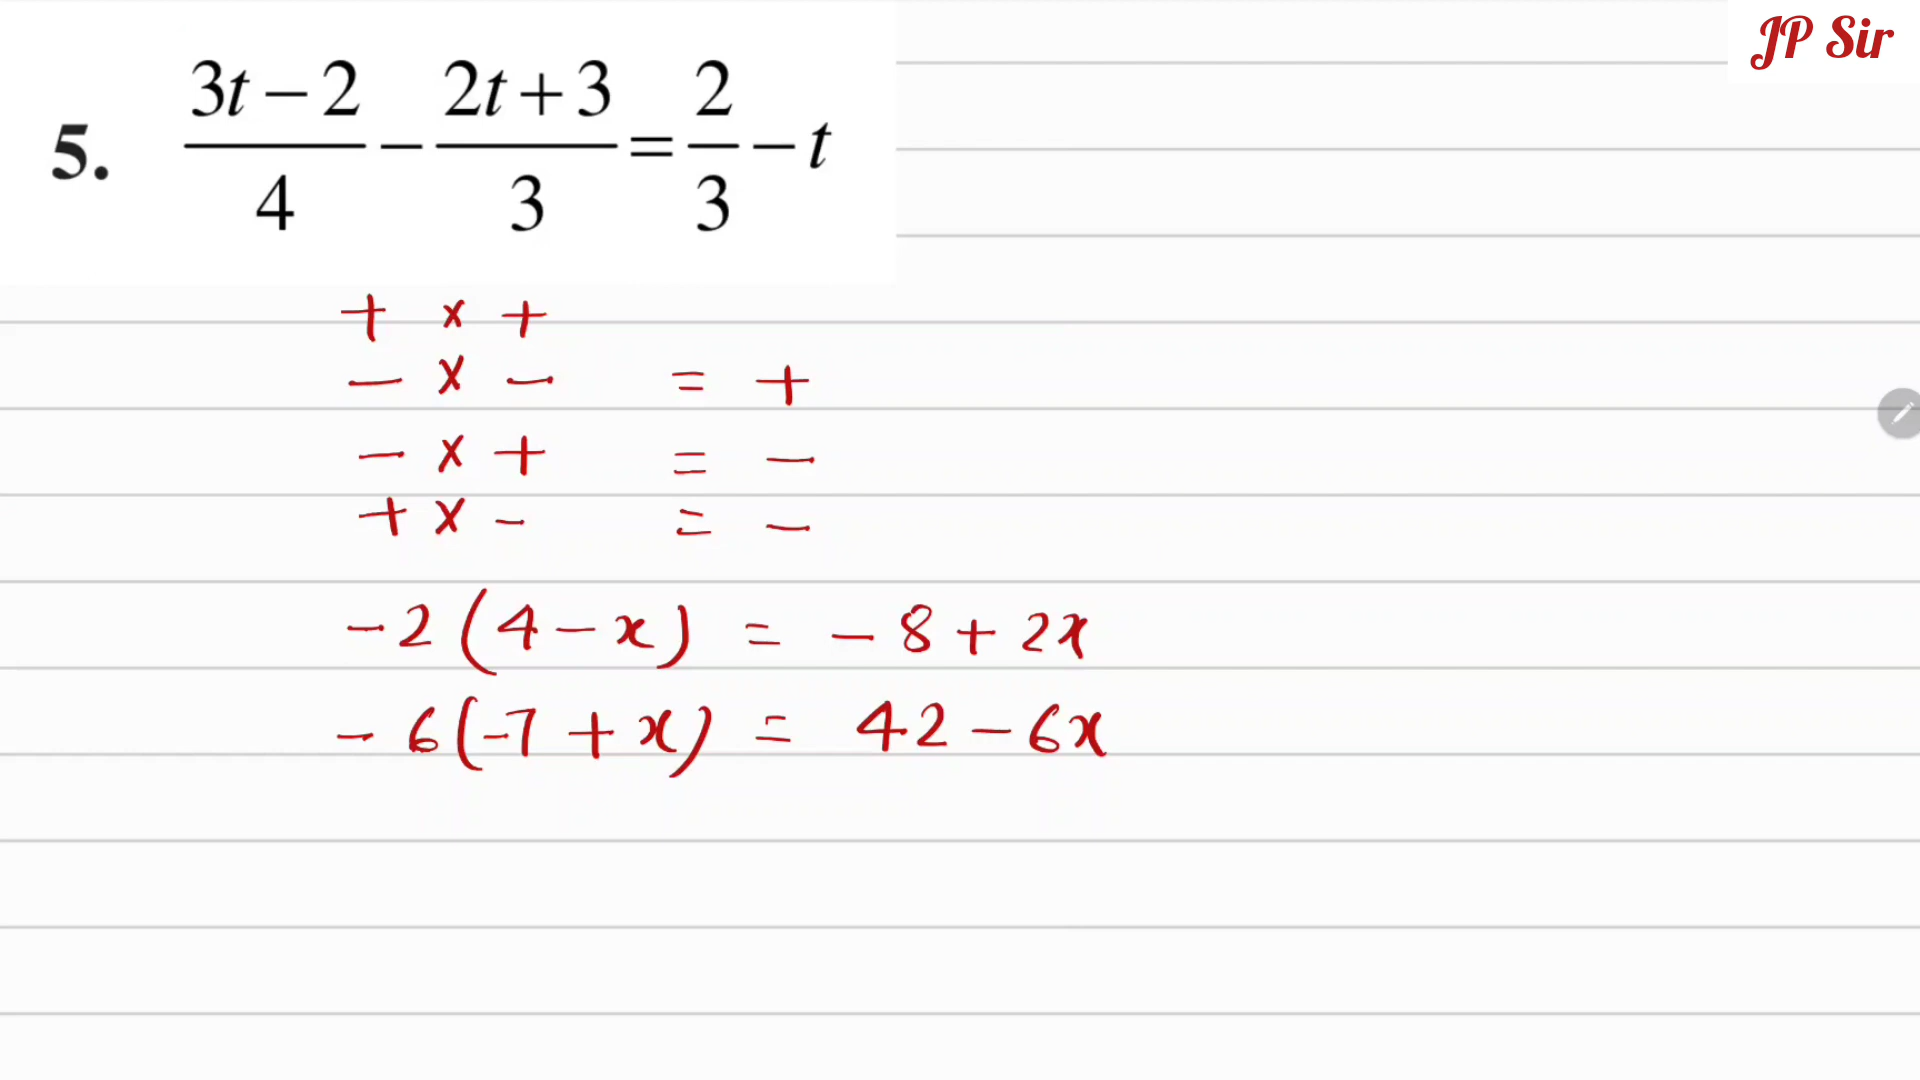 JP Sir
5. (3t − 2)/4 − (2t + 3)/3 = 2/3 − t
+ × +
− × − = +
− × + = −
+ × - = −
-2(4-x) = -8+2x
-6(-7+x) = 42-6x